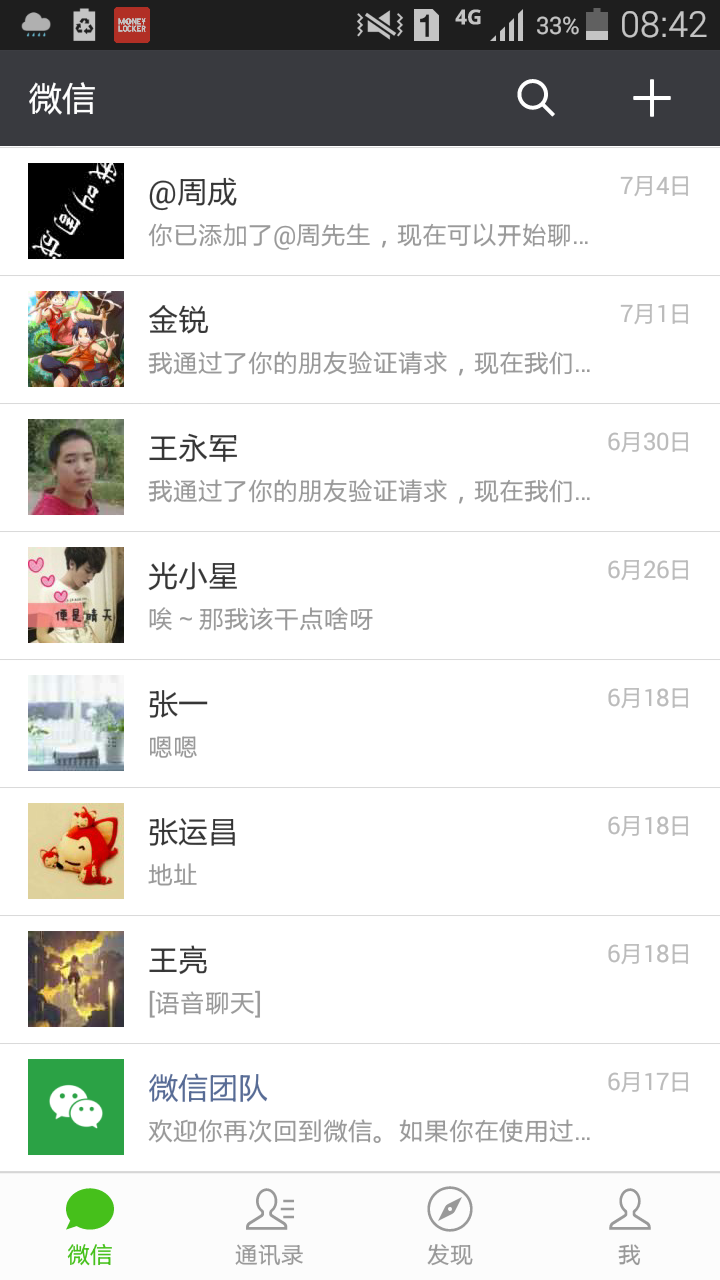 MONEY
LOCKER
1 4G 33% 08:42
微信
我叫周成
@周成 7月4日
你已添加了@周先生，现在可以开始聊...
金锐 7月1日
我通过了你的朋友验证请求，现在我们...
王永军 6月30日
我通过了你的朋友验证请求，现在我们...
光小星 6月26日
便是晴天
唉~那我该干点啥呀
张一 6月18日
嗯嗯
张运昌 6月18日
地址
王亮 6月18日
[语音聊天]
微信团队 6月17日
欢迎你再次回到微信。如果你在使用过...
微信 通讯录 发现 我